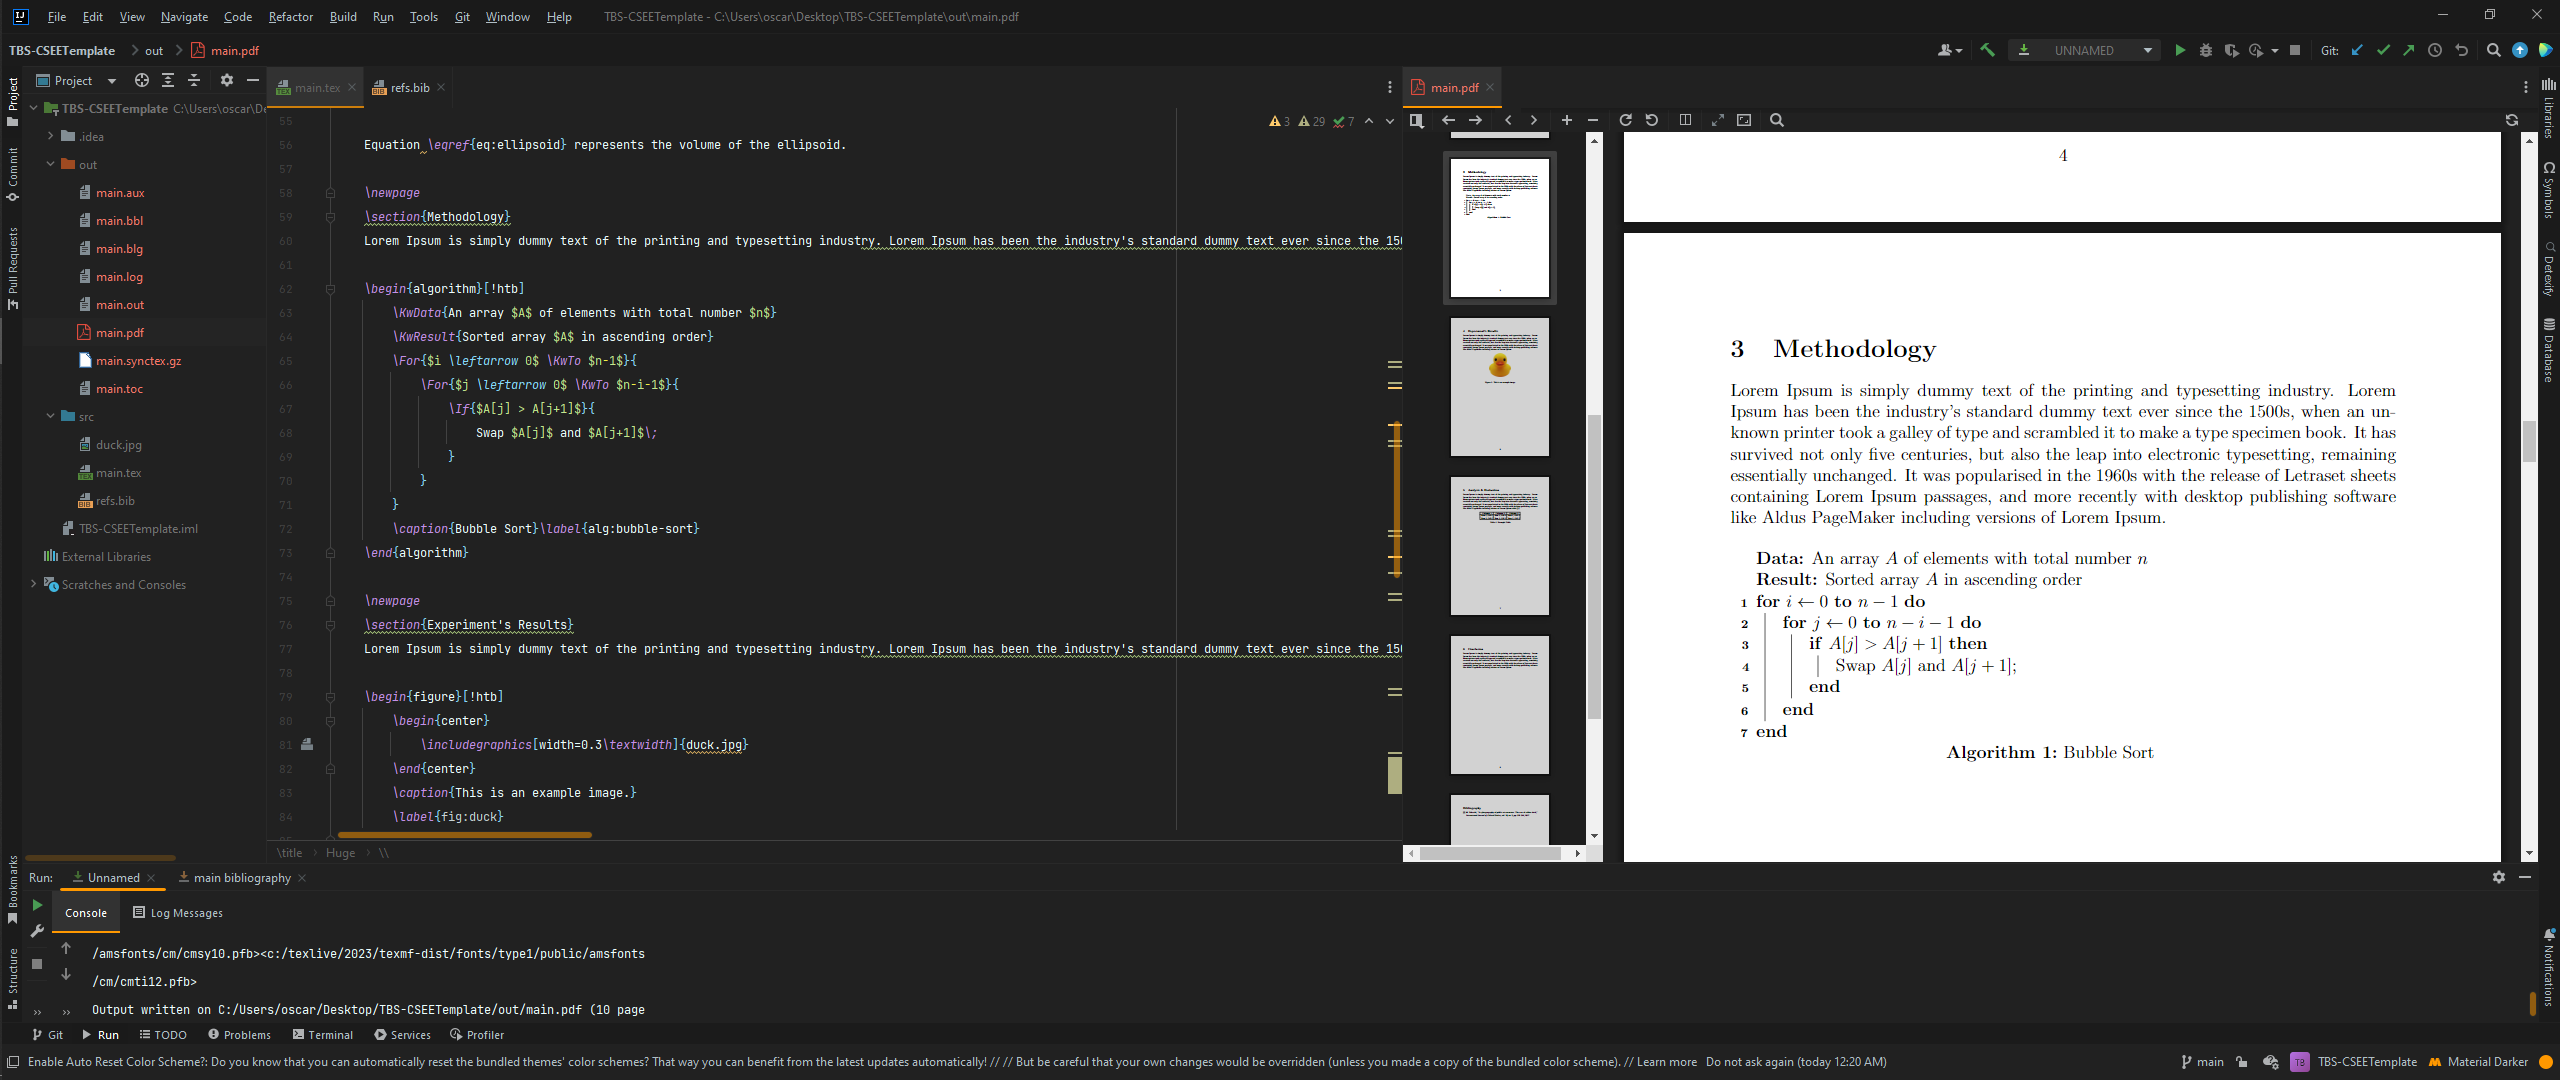 File Edit View Navigate Code Refactor Build Run Tools Git Window Help TBS-CSEETemplate - C:\Users\oscar\Desktop\TBS-CSEETemplate\out\main.pdf
TBS-CSEETemplate out main.pdf UNNAMED Git:
Project
TBS-CSEETemplate C:\Users\oscar\De
.idea
out
main.aux
main.bbl
main.blg
main.log
main.out
main.pdf
main.synctex.gz
main.toc
src
duck.jpg
main.tex
refs.bib
TBS-CSEETemplate.iml
External Libraries
Scratches and Consoles
Project
Commit
Pull Requests
Bookmarks
Structure
main.tex refs.bib
3 29 7
55
56 Equation \eqref{eq:ellipsoid} represents the volume of the ellipsoid.
57
58 \newpage
59 \section{Methodology}
60 Lorem Ipsum is simply dummy text of the printing and typesetting industry. Lorem Ipsum has been the industry's standard dummy text ever since the 150
61
62 \begin{algorithm}[!htb]
63 \KwData{An array $A$ of elements with total number $n$}
64 \KwResult{Sorted array $A$ in ascending order}
65 \For{$i \leftarrow 0$ \KwTo $n-1$}{
66 \For{$j \leftarrow 0$ \KwTo $n-i-1$}{
67 \If{$A[j] > A[j+1]$}{
68 Swap $A[j]$ and $A[j+1]$\;
69 }
70 }
71 }
72 \caption{Bubble Sort}\label{alg:bubble-sort}
73 \end{algorithm}
74
75 \newpage
76 \section{Experiment's Results}
77 Lorem Ipsum is simply dummy text of the printing and typesetting industry. Lorem Ipsum has been the industry's standard dummy text ever since the 150
78
79 \begin{figure}[!htb]
80 \begin{center}
81 \includegraphics[width=0.3\textwidth]{duck.jpg}
82 \end{center}
83 \caption{This is an example image.}
84 \label{fig:duck}
\title Huge \\
main.pdf
4
3 Methodology
Lorem Ipsum is simply dummy text of the printing and typesetting industry. Lorem
Ipsum has been the industry's standard dummy text ever since the 1500s, when an un-
known printer took a galley of type and scrambled it to make a type specimen book. It has
survived not only five centuries, but also the leap into electronic typesetting, remaining
essentially unchanged. It was popularised in the 1960s with the release of Letraset sheets
containing Lorem Ipsum passages, and more recently with desktop publishing software
like Aldus PageMaker including versions of Lorem Ipsum.
Data: An array A of elements with total number n
Result: Sorted array A in ascending order
1 for i ← 0 to n − 1 do
2 for j ← 0 to n − i − 1 do
3 if A[j] > A[j + 1] then
4 Swap A[j] and A[j + 1];
5 end
6 end
7 end
Algorithm 1: Bubble Sort
Libraries
Symbols
Detexify
Database
Notifications
Run: Unnamed main bibliography
Console Log Messages
/amsfonts/cm/cmsy10.pfb><c:/texlive/2023/texmf-dist/fonts/type1/public/amsfonts
/cm/cmti12.pfb>
Output written on C:/Users/oscar/Desktop/TBS-CSEETemplate/out/main.pdf (10 page
Git Run TODO Problems Terminal Services Profiler
Enable Auto Reset Color Scheme?: Do you know that you can automatically reset the bundled themes' color schemes? That way you can benefit from the latest updates automatically! // // But be careful that your own changes would be overridden (unless you made a copy of the bundled color scheme). // Learn more Do not ask again (today 12:20 AM) main TB TBS-CSEETemplate Material Darker